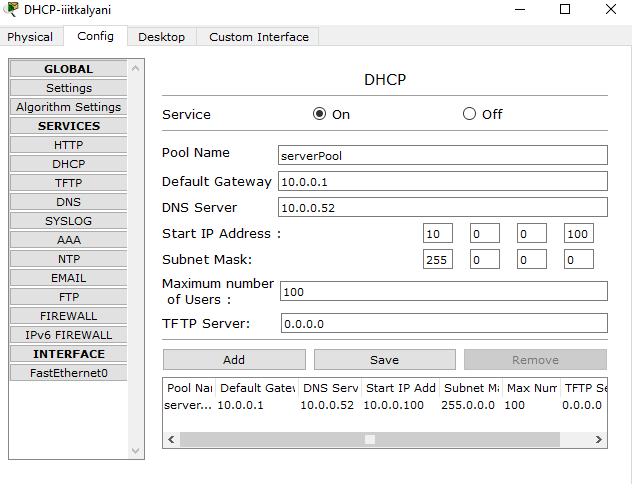 DHCP-iiitkalyani
Physical Config Desktop Custom Interface
GLOBAL
Settings
Algorithm Settings
SERVICES
HTTP
DHCP
TFTP
DNS
SYSLOG
AAA
NTP
EMAIL
FTP
FIREWALL
IPv6 FIREWALL
INTERFACE
FastEthernet0
DHCP
Service On Off
Pool Name serverPool
Default Gateway 10.0.0.1
DNS Server 10.0.0.52
Start IP Address : 10 0 0 100
Subnet Mask: 255 0 0 0
Maximum number
of Users : 100
TFTP Server: 0.0.0.0
Add Save Remove
Pool Nar Default Gatew DNS Serv Start IP Add Subnet Ma Max Num TFTP Se
server... 10.0.0.1 10.0.0.52 10.0.0.100 255.0.0.0 100 0.0.0.0